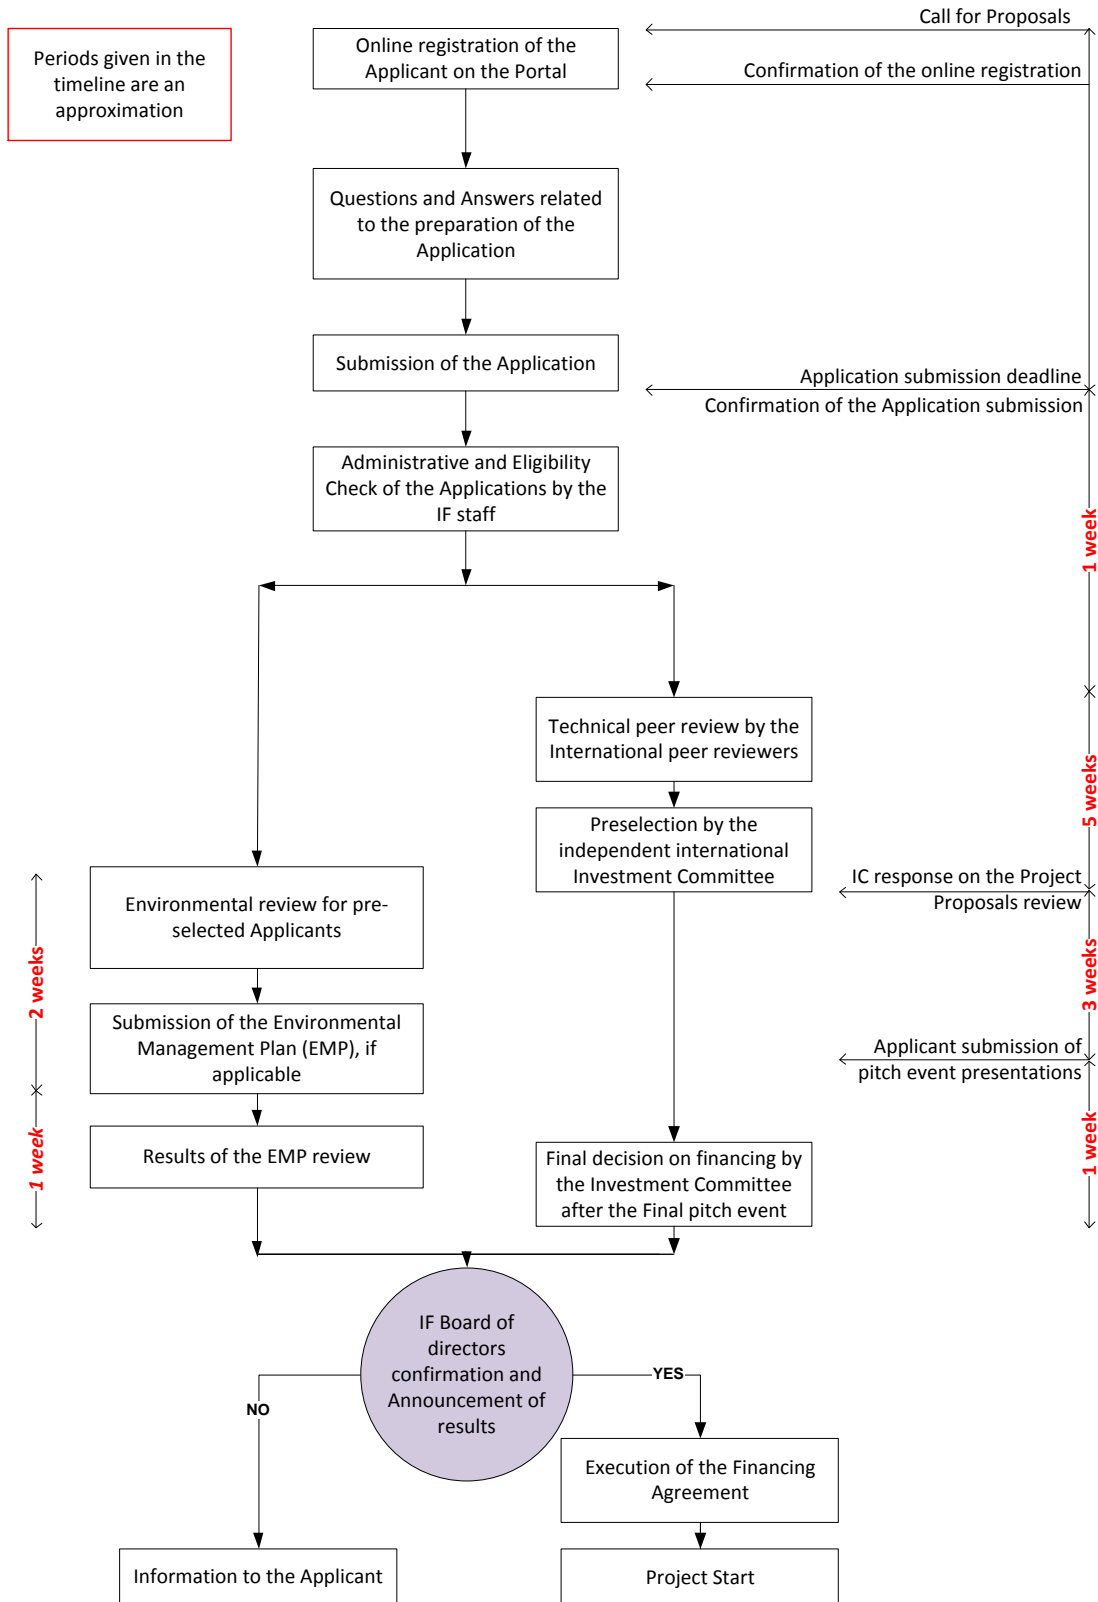 Call for Proposals
Periods given in the
timeline are an
approximation
Online registration of the
Applicant on the Portal
Confirmation of the online registration
Questions and Answers related
to the preparation of the
Application
Submission of the Application
Application submission deadline
Confirmation of the Application submission
Administrative and Eligibility
Check of the Applications by the
IF staff
1 week
Technical peer review by the
International peer reviewers
5 weeks
Preselection by the
independent international
Investment Committee
IC response on the Project
Proposals review
Environmental review for pre-
selected Applicants
2 weeks
3 weeks
Submission of the Environmental
Management Plan (EMP), if
applicable
Applicant submission of
pitch event presentations
Results of the EMP review
1 week
Final decision on financing by
the Investment Committee
after the Final pitch event
1 week
IF Board of
directors
confirmation and
Announcement of
results
NO
YES
Execution of the Financing
Agreement
Information to the Applicant
Project Start